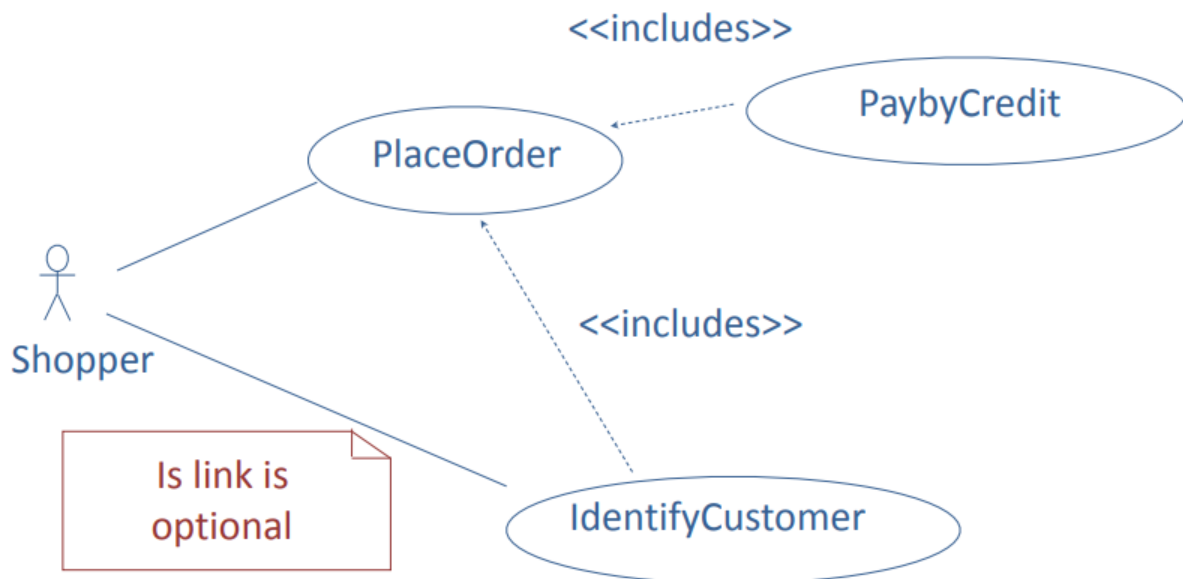 <<includes>>
PaybyCredit
PlaceOrder
<<includes>>
Shopper
Is link is
optional
IdentifyCustomer